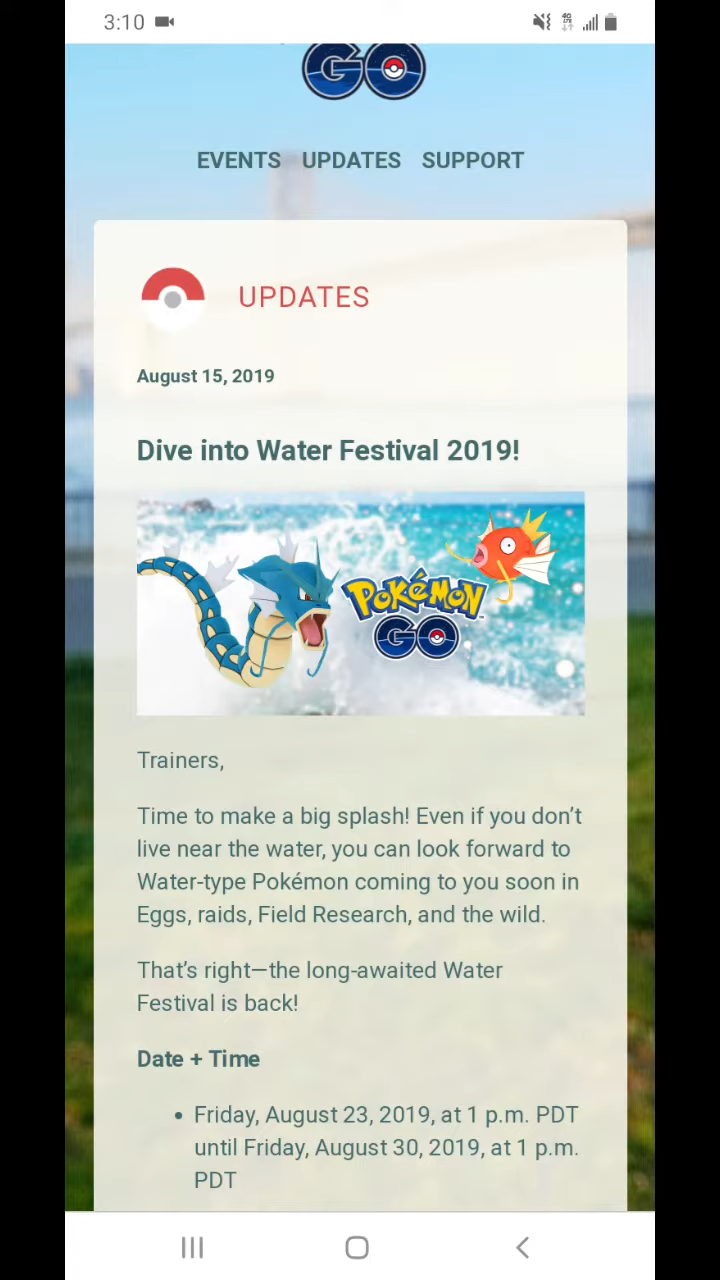 3:10
4G LTE
GO
EVENTS UPDATES SUPPORT
UPDATES
August 15, 2019
Dive into Water Festival 2019!
POKéMON
GO
Trainers,
Time to make a big splash! Even if you don’t
live near the water, you can look forward to
Water-type Pokémon coming to you soon in
Eggs, raids, Field Research, and the wild.
That’s right—the long-awaited Water
Festival is back!
Date + Time
• Friday, August 23, 2019, at 1 p.m. PDT
until Friday, August 30, 2019, at 1 p.m.
PDT